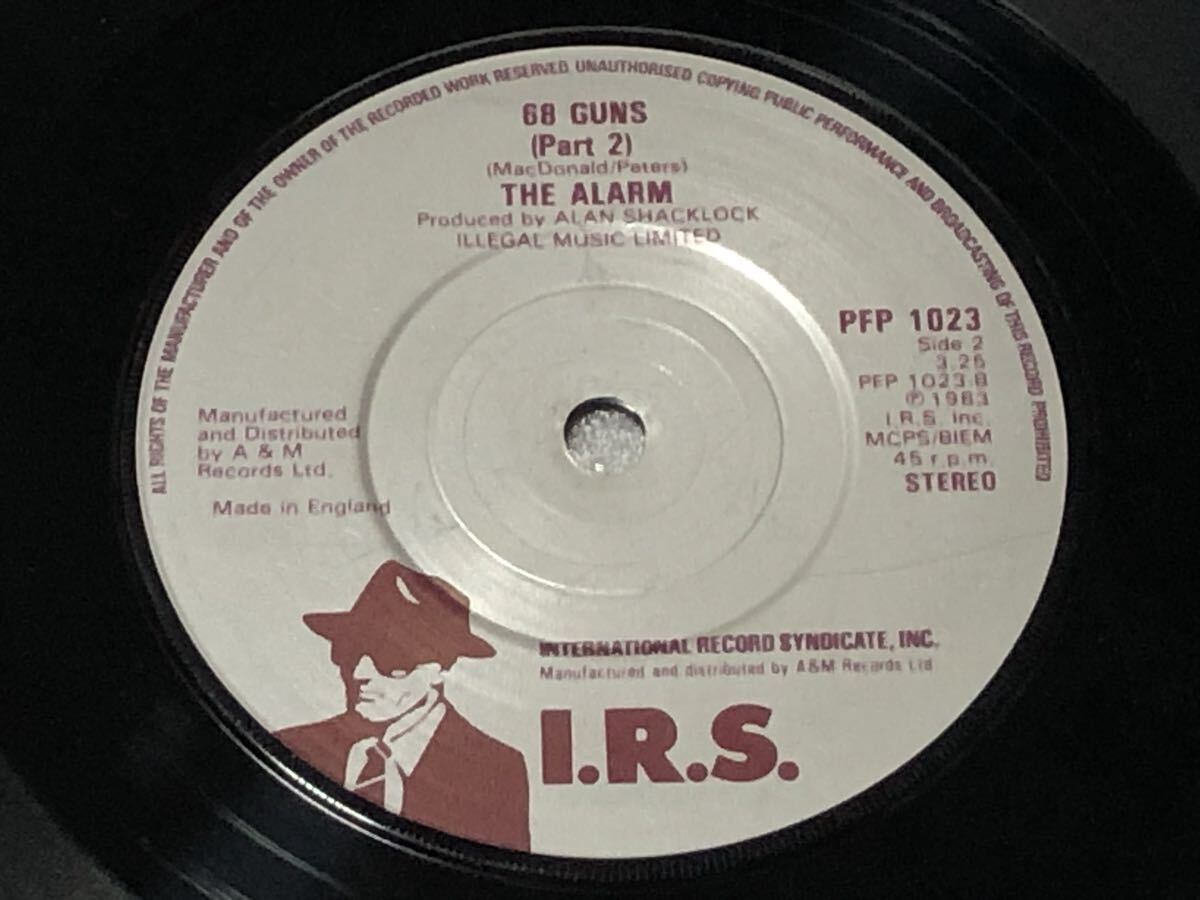 ALL RIGHTS OF THE MANUFACTURER AND OF THE OWNER OF THE RECORDED WORK RESERVED UNAUTHORISED COPYING PUBLIC PERFORMANCE AND BROADCASTING OF THIS RECORD PROHIBITED
68 GUNS
(Part 2)
(MacDonald/Peters)
THE ALARM
Produced by ALAN SHACKLOCK
ILLEGAL MUSIC LIMITED
PFP 1023
Side 2
3.25
PFP 1023.B
℗ 1983
I.R.S. Inc.
MCPS/BIEM
45 r.p.m.
STEREO
Manufactured
and Distributed
by A & M
Records Ltd.
Made in England
INTERNATIONAL RECORD SYNDICATE, INC.
Manufactured and distributed by A&M Records Ltd
I.R.S.